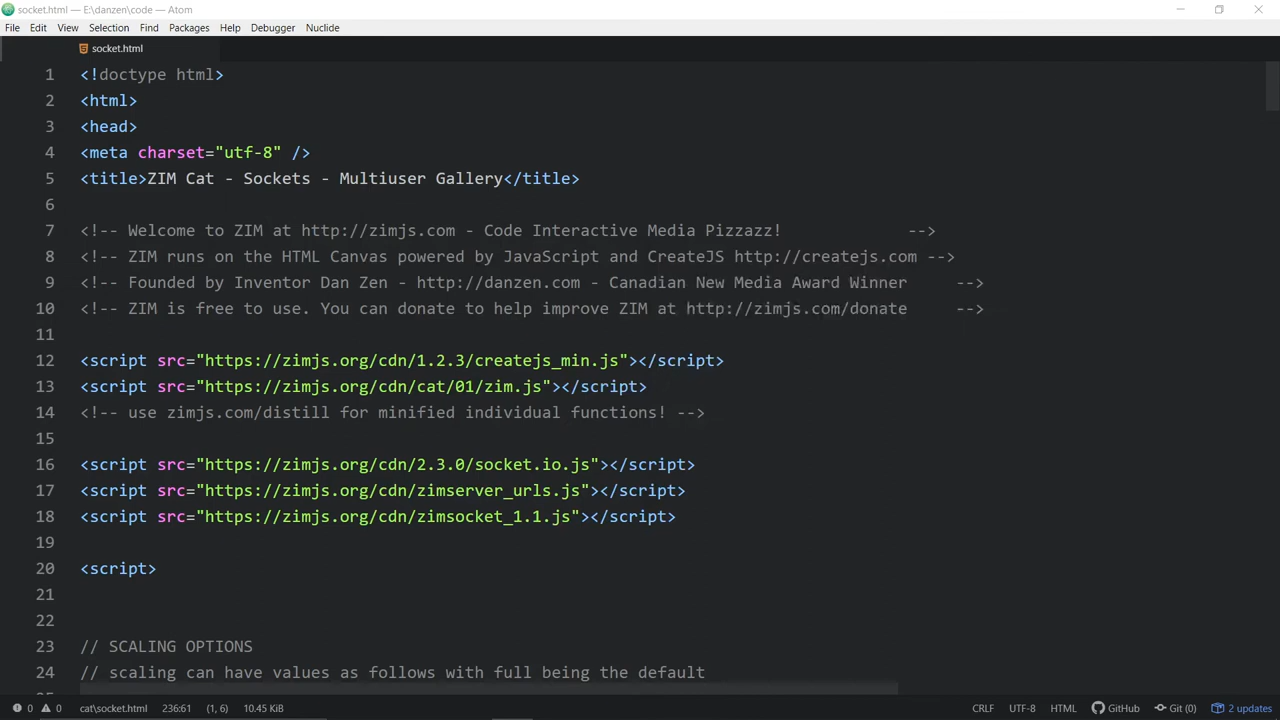 socket.html — E:\danzen\code — Atom
File Edit View Selection Find Packages Help Debugger Nuclide
socket.html
1 <!doctype html>
2 <html>
3 <head>
4 <meta charset="utf-8" />
5 <title>ZIM Cat - Sockets - Multiuser Gallery</title>
6
7 <!-- Welcome to ZIM at http://zimjs.com - Code Interactive Media Pizzazz! -->
8 <!-- ZIM runs on the HTML Canvas powered by JavaScript and CreateJS http://createjs.com -->
9 <!-- Founded by Inventor Dan Zen - http://danzen.com - Canadian New Media Award Winner -->
10 <!-- ZIM is free to use. You can donate to help improve ZIM at http://zimjs.com/donate -->
11
12 <script src="https://zimjs.org/cdn/1.2.3/createjs_min.js"></script>
13 <script src="https://zimjs.org/cdn/cat/01/zim.js"></script>
14 <!-- use zimjs.com/distill for minified individual functions! -->
15
16 <script src="https://zimjs.org/cdn/2.3.0/socket.io.js"></script>
17 <script src="https://zimjs.org/cdn/zimserver_urls.js"></script>
18 <script src="https://zimjs.org/cdn/zimsocket_1.1.js"></script>
19
20 <script>
21
22
23 // SCALING OPTIONS
24 // scaling can have values as follows with full being the default
0 0 cat\socket.html 236:61 (1, 6) 10.45 KiB CRLF UTF-8 HTML GitHub Git (0) 2 updates